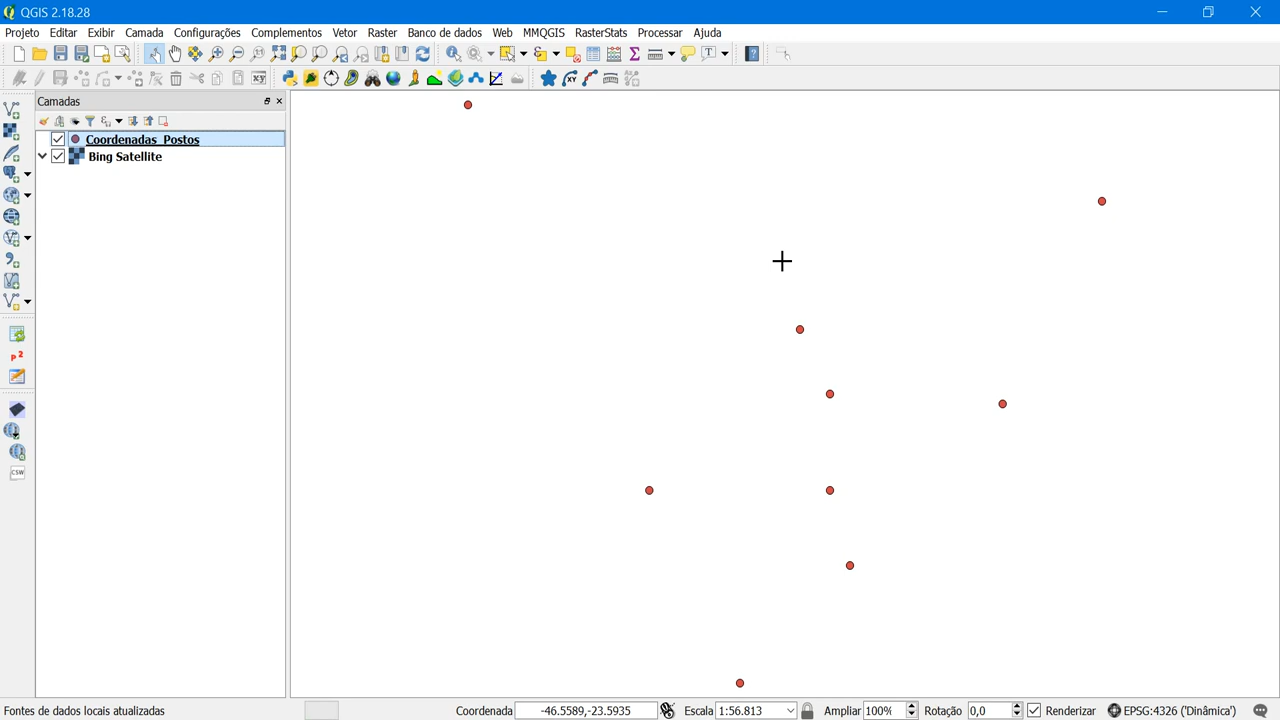 QGIS 2.18.28
Projeto Editar Exibir Camada Configurações Complementos Vetor Raster Banco de dados Web MMQGIS RasterStats Processar Ajuda
Camadas
Coordenadas_Postos
Bing Satellite
CSW
Fontes de dados locais atualizadas Coordenada -46.5589,-23.5935 Escala 1:56.813 Ampliar 100% Rotação 0,0 Renderizar EPSG:4326 ('Dinâmica')